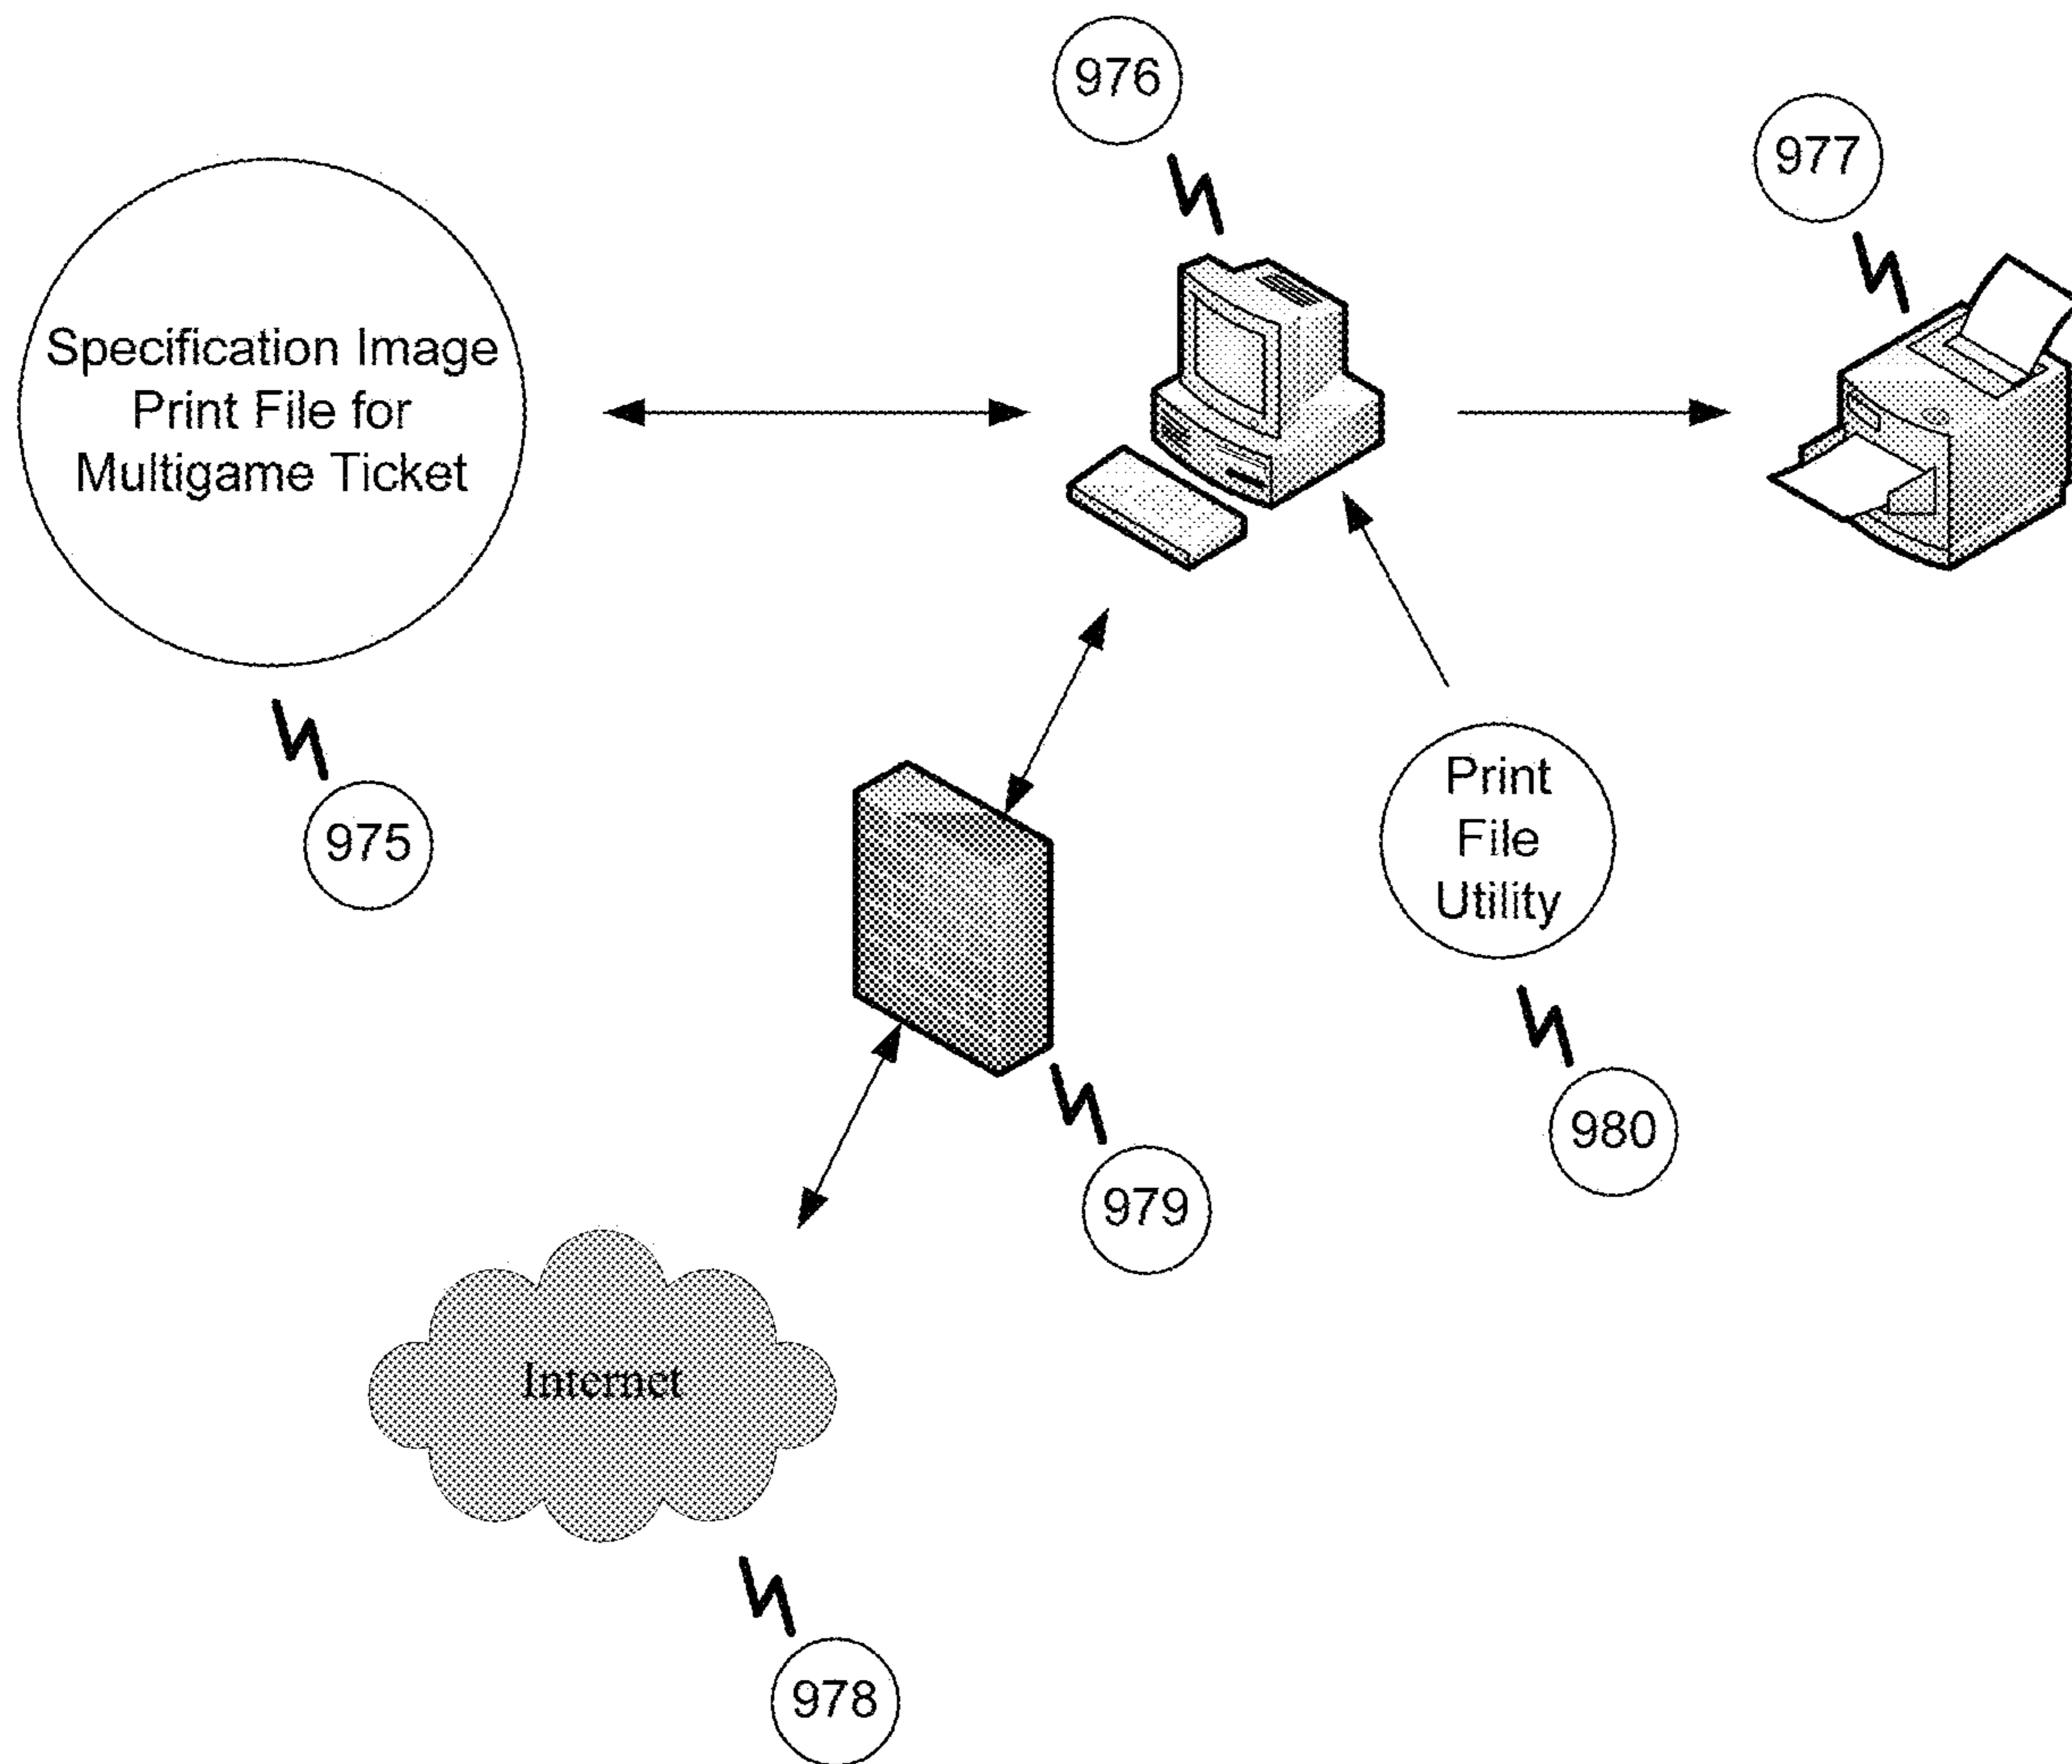 976
977
Specification Image
Print File for
Multigame Ticket
975
Print
File
Utility
980
979
Internet
978